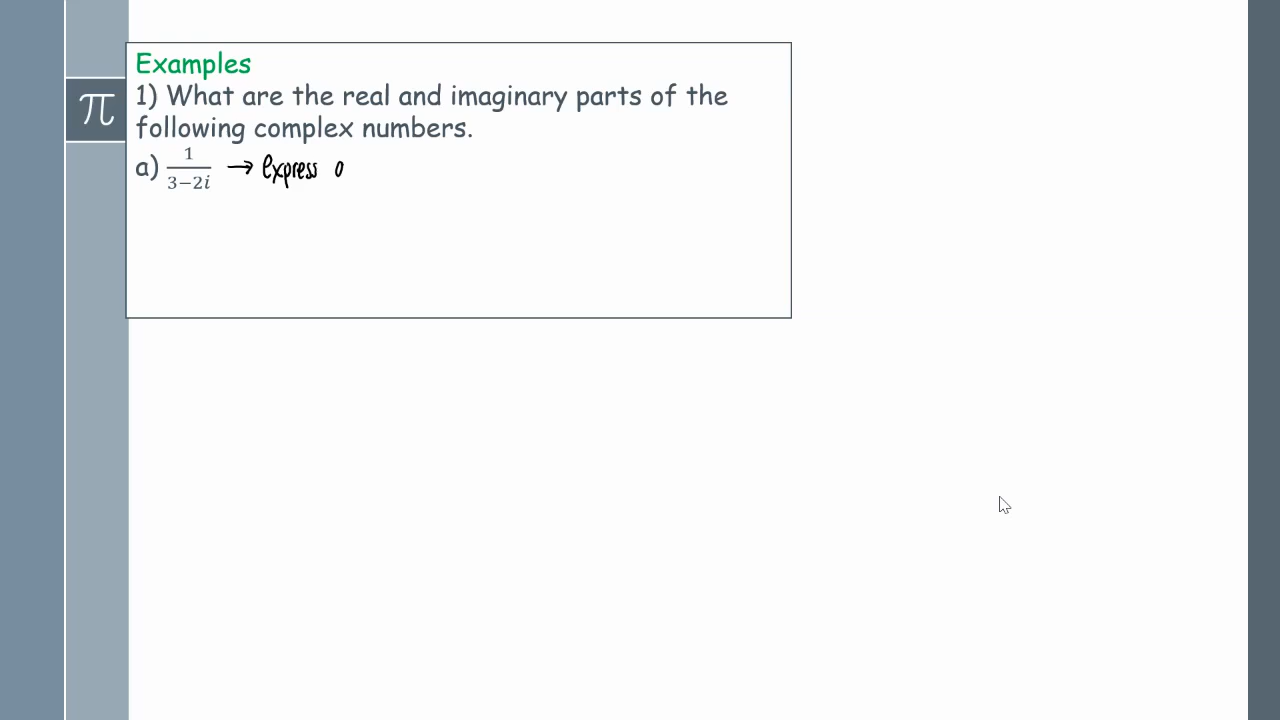 π
Examples
1) What are the real and imaginary parts of the
following complex numbers.
a) 1/(3−2i) → Express a